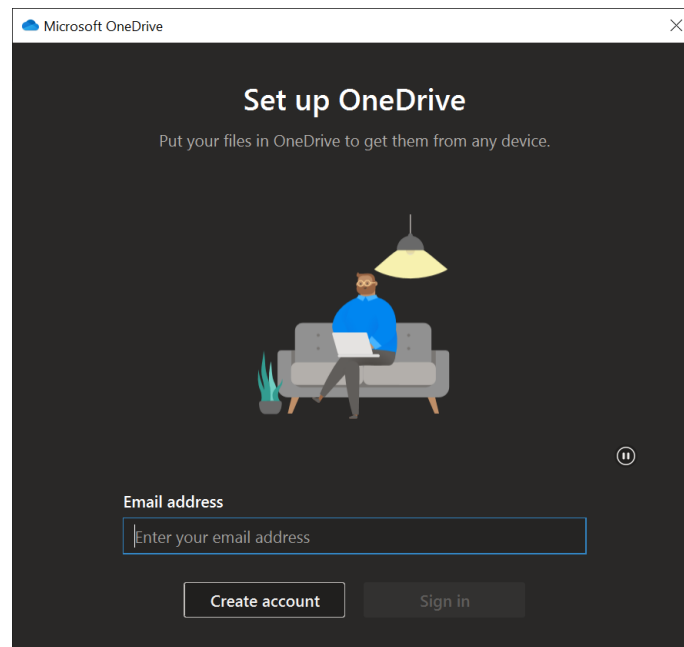 Microsoft OneDrive
Set up OneDrive
Put your files in OneDrive to get them from any device.
Email address
Enter your email address
Create account
Sign in